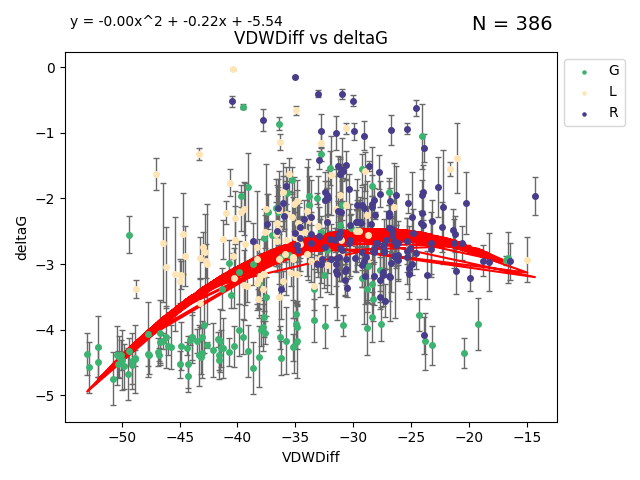 y = -0.00x^2 + -0.22x + -5.54
N = 386
VDWDiff vs deltaG
G
L
R
0
−1
−2
−3
−4
−5
deltaG
−50
−45
−40
−35
−30
−25
−20
−15
VDWDiff